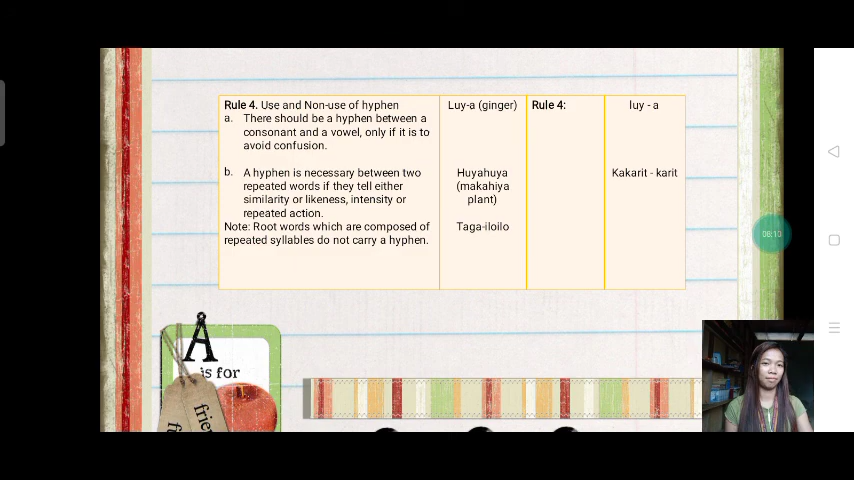 Rule 4. Use and Non-use of hyphen
a. There should be a hyphen between a
consonant and a vowel, only if it is to
avoid confusion.
b. A hyphen is necessary between two
repeated words if they tell either
similarity or likeness, intensity or
repeated action.
Note: Root words which are composed of
repeated syllables do not carry a hyphen.
Luy-a (ginger)
Huyahuya
(makahiya
plant)
Taga-iloilo
Rule 4:
luy - a
Kakarit - karit
08:10
A
is for